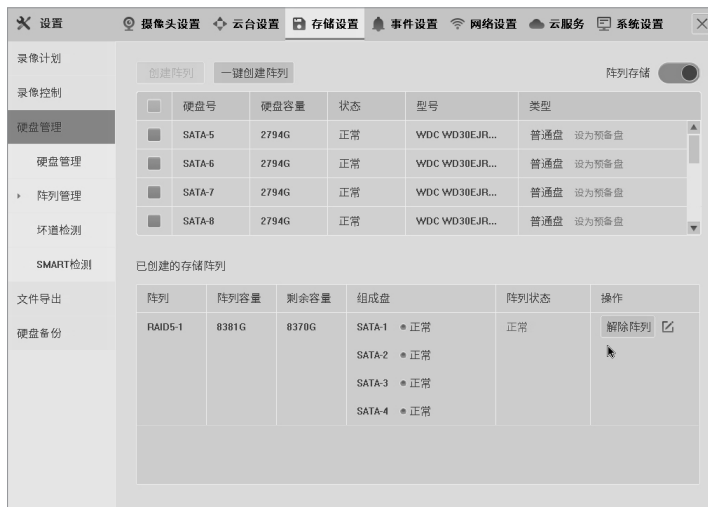 设置 摄像头设置 云台设置 存储设置 事件设置 网络设置 云服务 系统设置
录像计划
录像控制
硬盘管理
硬盘管理
阵列管理
坏道检测
SMART检测
文件导出
硬盘备份
创建阵列 一键创建阵列 阵列存储
硬盘号 硬盘容量 状态 型号 类型
SATA-5 2794G 正常 WDC WD30EJR... 普通盘 设为预备盘
SATA-6 2794G 正常 WDC WD30EJR... 普通盘 设为预备盘
SATA-7 2794G 正常 WDC WD30EJR... 普通盘 设为预备盘
SATA-8 2794G 正常 WDC WD30EJR... 普通盘 设为预备盘
已创建的存储阵列
阵列 阵列容量 剩余容量 组成盘 阵列状态 操作
RAID5-1 8381G 8370G SATA-1 正常 正常 解除阵列
SATA-2 正常
SATA-3 正常
SATA-4 正常